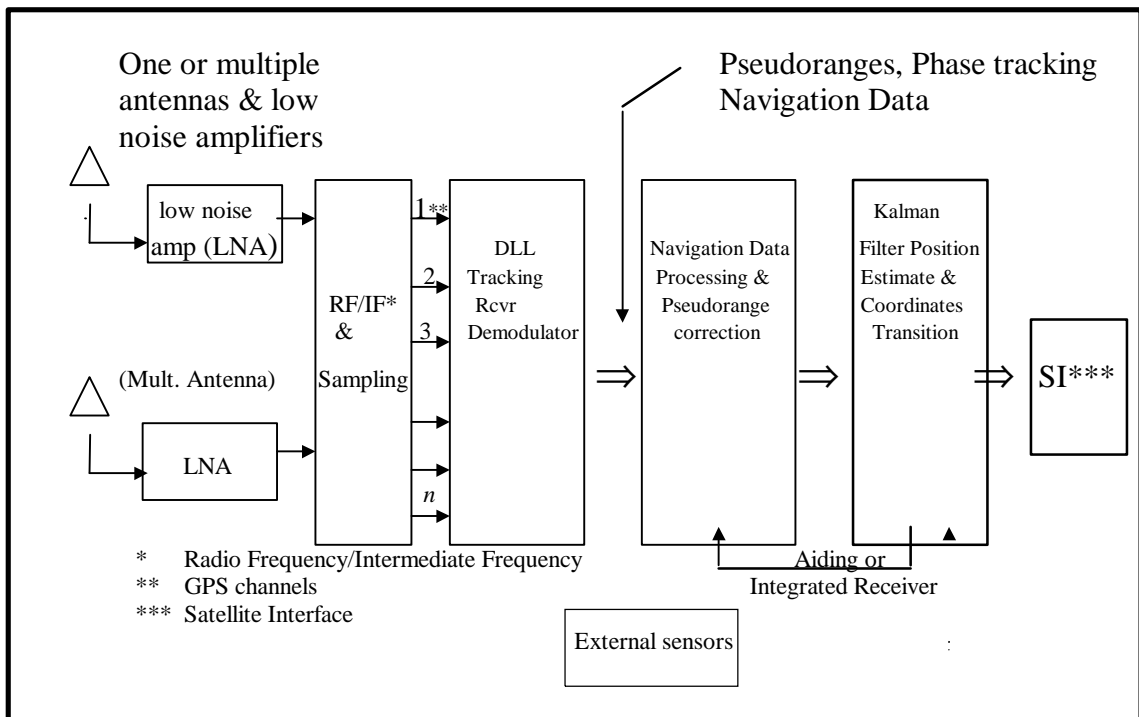 One or multiple
antennas & low
noise amplifiers
Pseudoranges, Phase tracking
Navigation Data
low noise
amp (LNA)
(Mult. Antenna)
LNA
RF/IF*
&
Sampling
1**
2
3
n
DLL
Tracking
Rcvr
Demodulator
Navigation Data
Processing &
Pseudorange
correction
Kalman
Filter Position
Estimate &
Coordinates
Transition
SI***
Aiding or
Integrated Receiver
* Radio Frequency/Intermediate Frequency
** GPS channels
*** Satellite Interface
External sensors